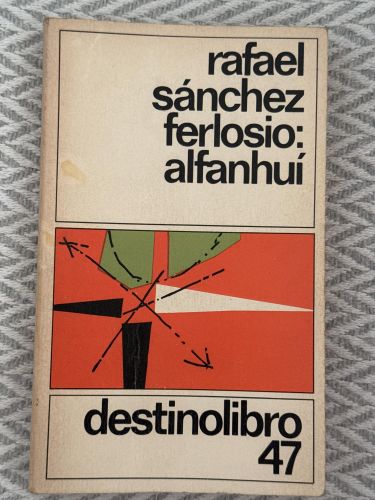 rafael
sánchez
ferlosio:
alfanhuí
destinolibro
47